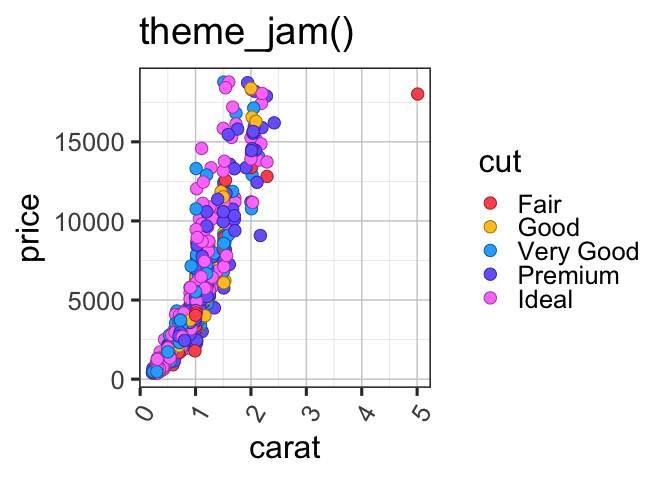 theme_jam()
price
15000
10000
5000
0
0 1 2 3 4 5
carat
cut
Fair
Good
Very Good
Premium
Ideal